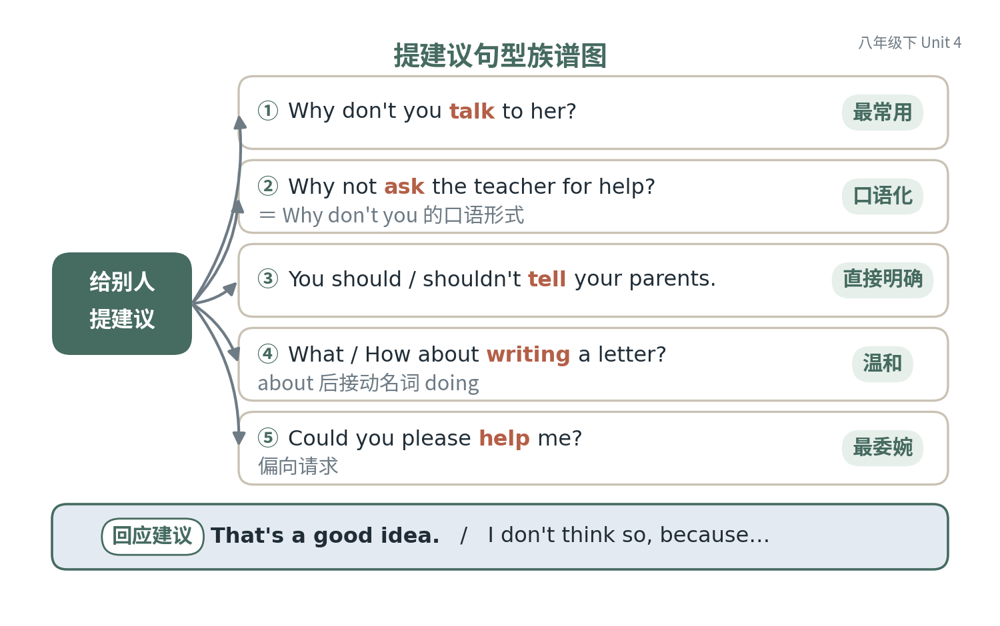 提建议句型族谱图
八年级下 Unit 4
给别人
提建议
① Why don't you talk to her?
最常用
② Why not ask the teacher for help?
= Why don't you 的口语形式
口语化
③ You should / shouldn't tell your parents.
直接明确
④ What / How about writing a letter?
about 后接动名词 doing
温和
⑤ Could you please help me?
偏向请求
最委婉
回应建议 That's a good idea. / I don't think so, because…